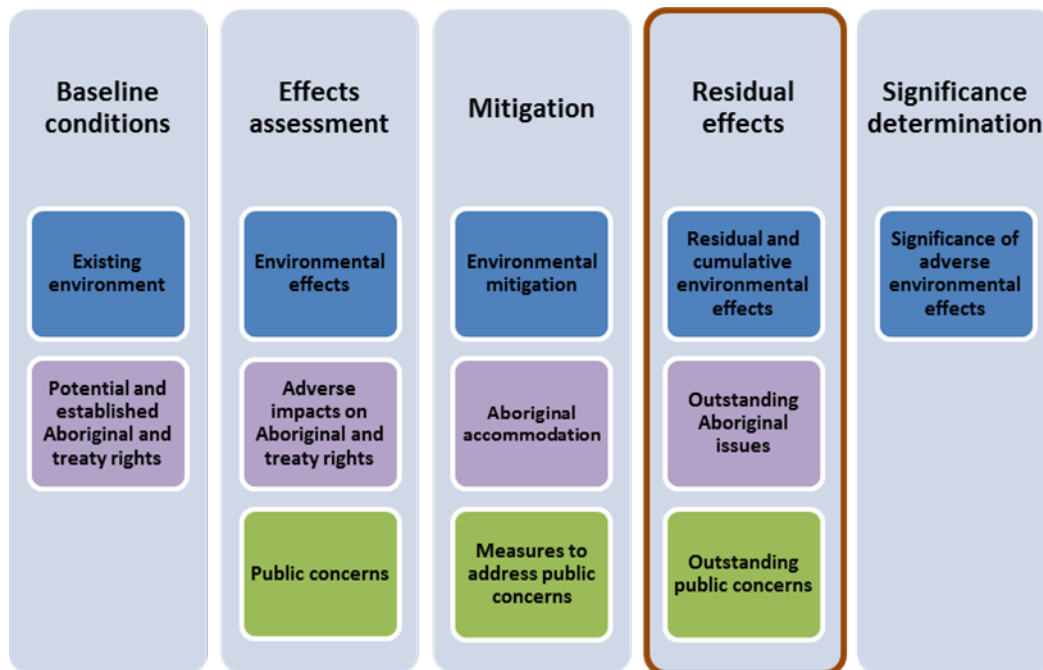 Baseline
conditions
Existing
environment
Potential and
established
Aboriginal and
treaty rights
Effects
assessment
Environmental
effects
Adverse
impacts on
Aboriginal and
treaty rights
Public concerns
Mitigation
Environmental
mitigation
Aboriginal
accommodation
Measures to
address public
concerns
Residual
effects
Residual and
cumulative
environmental
effects
Outstanding
Aboriginal
issues
Outstanding
public concerns
Significance
determination
Significance of
adverse
environmental
effects